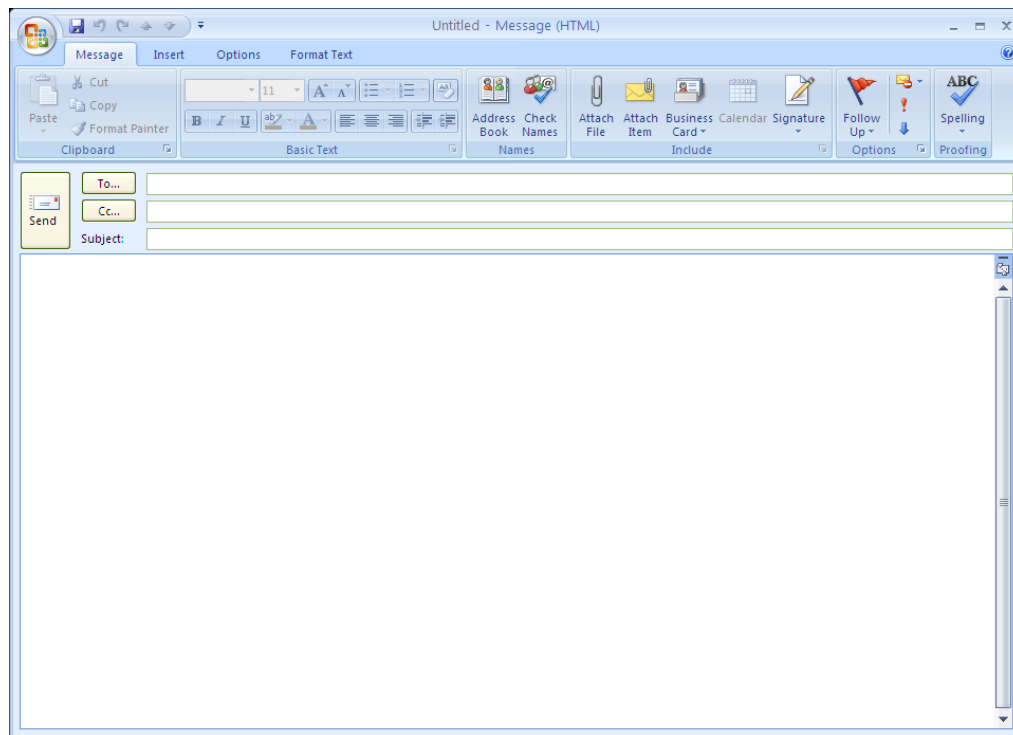 Untitled - Message (HTML)
Message Insert Options Format Text
Paste
Cut
Copy
Format Painter
Clipboard
11
B I U ab A
Basic Text
Address Book
Check Names
Names
Attach File
Attach Item
Business Card
Calendar
Signature
Include
Follow Up
Options
ABC
Spelling
Proofing
Send
To...
Cc...
Subject: